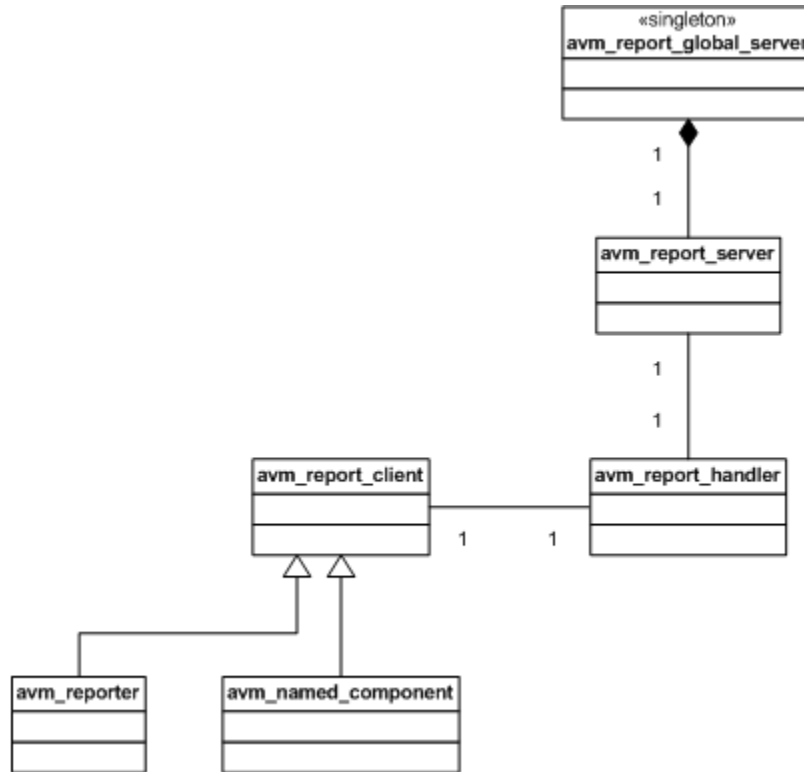 «singleton»
avm_report_global_server
1
1
avm_report_server
1
1
avm_report_client
avm_report_handler
1
1
avm_reporter
avm_named_component